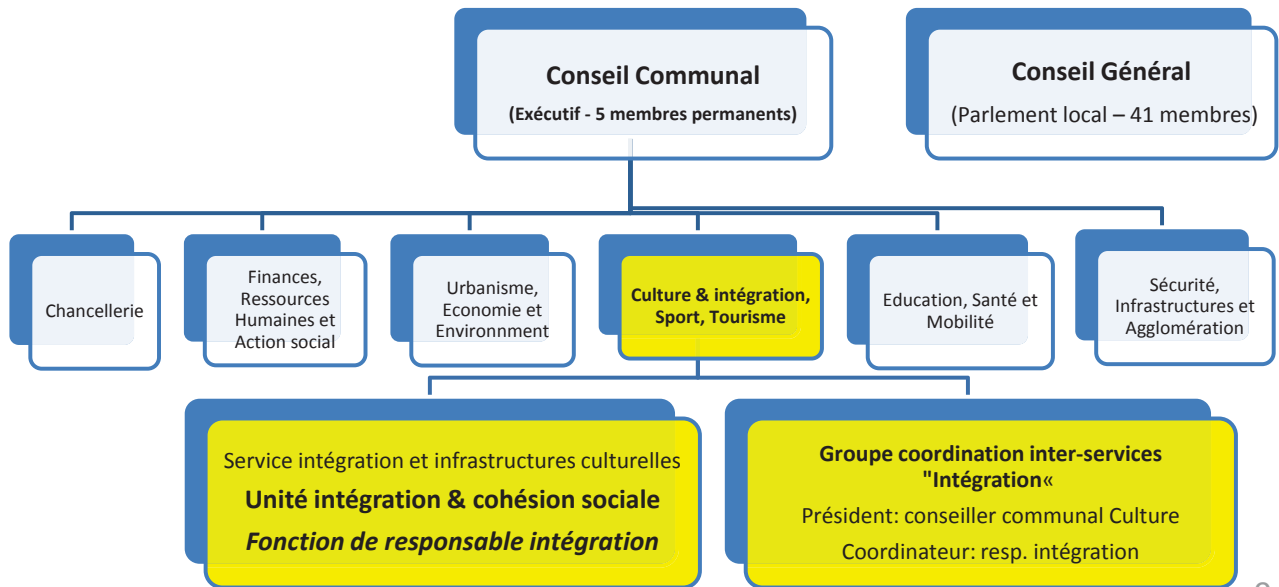 Conseil Communal
(Exécutif - 5 membres permanents)
Conseil Général
(Parlement local – 41 membres)
Chancellerie
Finances,
Ressources
Humaines et
Action social
Urbanisme,
Economie et
Environnment
Culture & intégration,
Sport, Tourisme
Education, Santé et
Mobilité
Sécurité,
Infrastructures et
Agglomération
Service intégration et infrastructures culturelles
Unité intégration & cohésion sociale
Fonction de responsable intégration
Groupe coordination inter-services
"Intégration«
Président: conseiller communal Culture
Coordinateur: resp. intégration